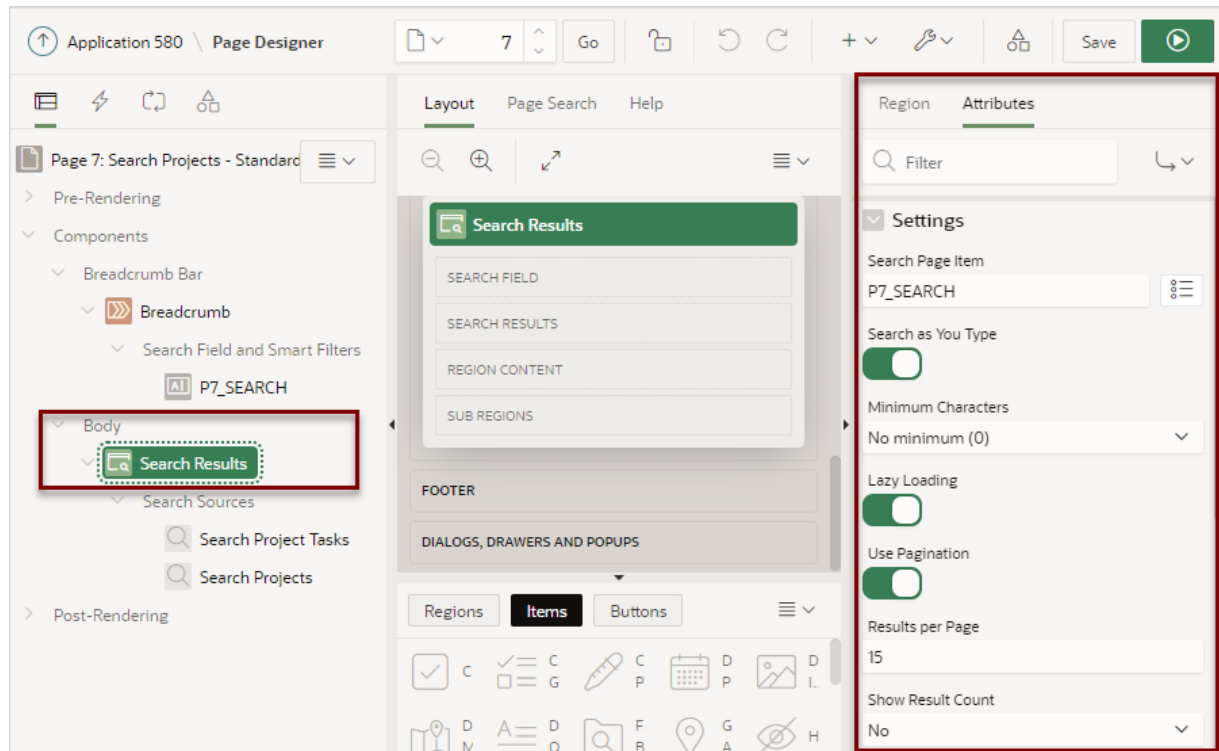 Application 580 \ Page Designer
7
Go
Save
Page 7: Search Projects - Standard
Pre-Rendering
Components
Breadcrumb Bar
Breadcrumb
Search Field and Smart Filters
P7_SEARCH
Body
Search Results
Search Sources
Search Project Tasks
Search Projects
Post-Rendering
Layout Page Search Help
Search Results
SEARCH FIELD
SEARCH RESULTS
REGION CONTENT
SUB REGIONS
FOOTER
DIALOGS, DRAWERS AND POPUPS
Regions Items Buttons
C
C
G
C
P
D
P
D
I..
D
M
D
O
F.
B
G
A
H
Region Attributes
Filter
Settings
Search Page Item
P7_SEARCH
Search as You Type
Minimum Characters
No minimum (0)
Lazy Loading
Use Pagination
Results per Page
15
Show Result Count
No